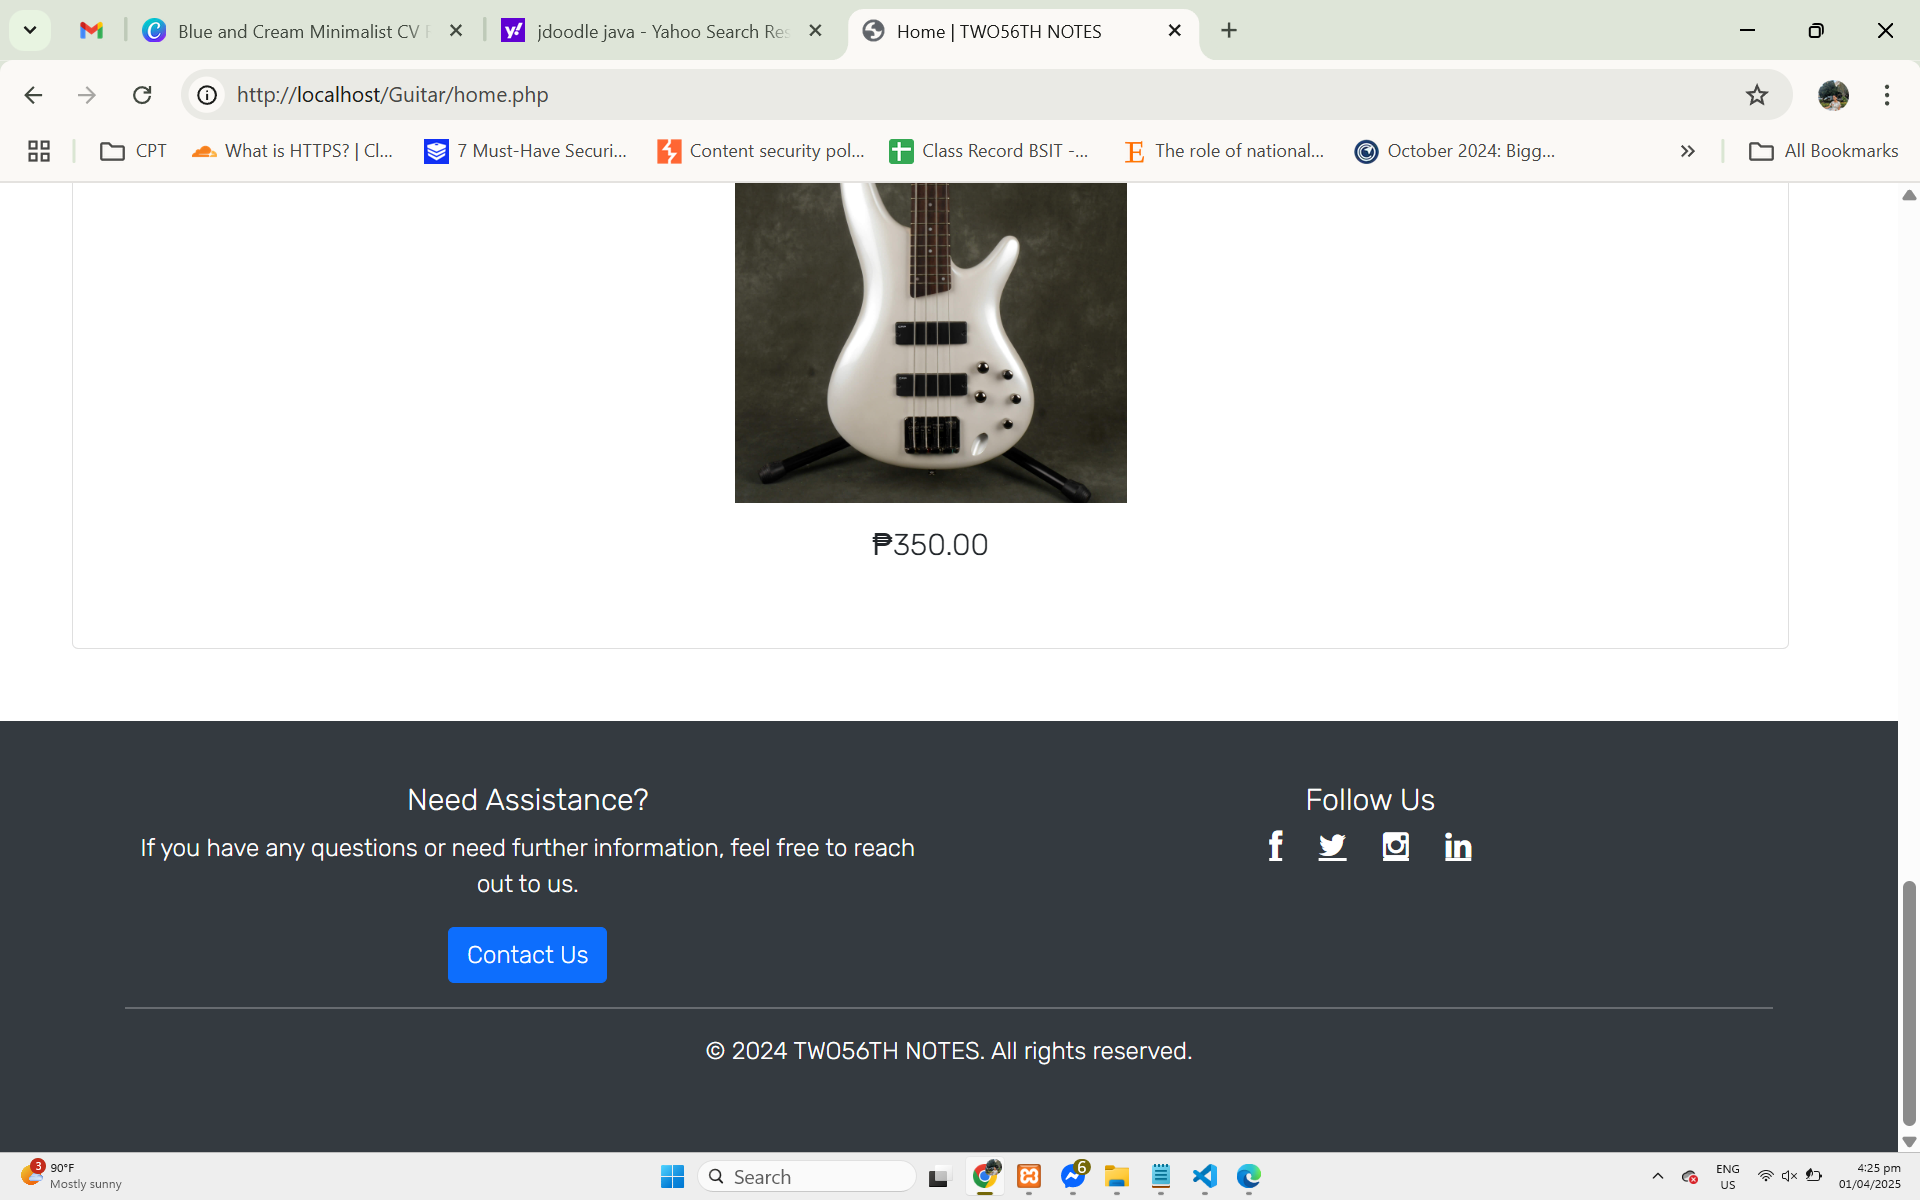 Blue and Cream Minimalist CV
jdoodle java - Yahoo Search Res
Home | TWO56TH NOTES
http://localhost/Guitar/home.php
CPT
What is HTTPS? | Cl...
7 Must-Have Securi...
Content security pol...
Class Record BSIT -...
The role of national...
October 2024: Bigg...
All Bookmarks
₱350.00
Need Assistance?
If you have any questions or need further information, feel free to reach
out to us.
Contact Us
Follow Us
© 2024 TWO56TH NOTES. All rights reserved.
3
90°F
Mostly sunny
Search
6
ENG
US
4:25 pm
01/04/2025